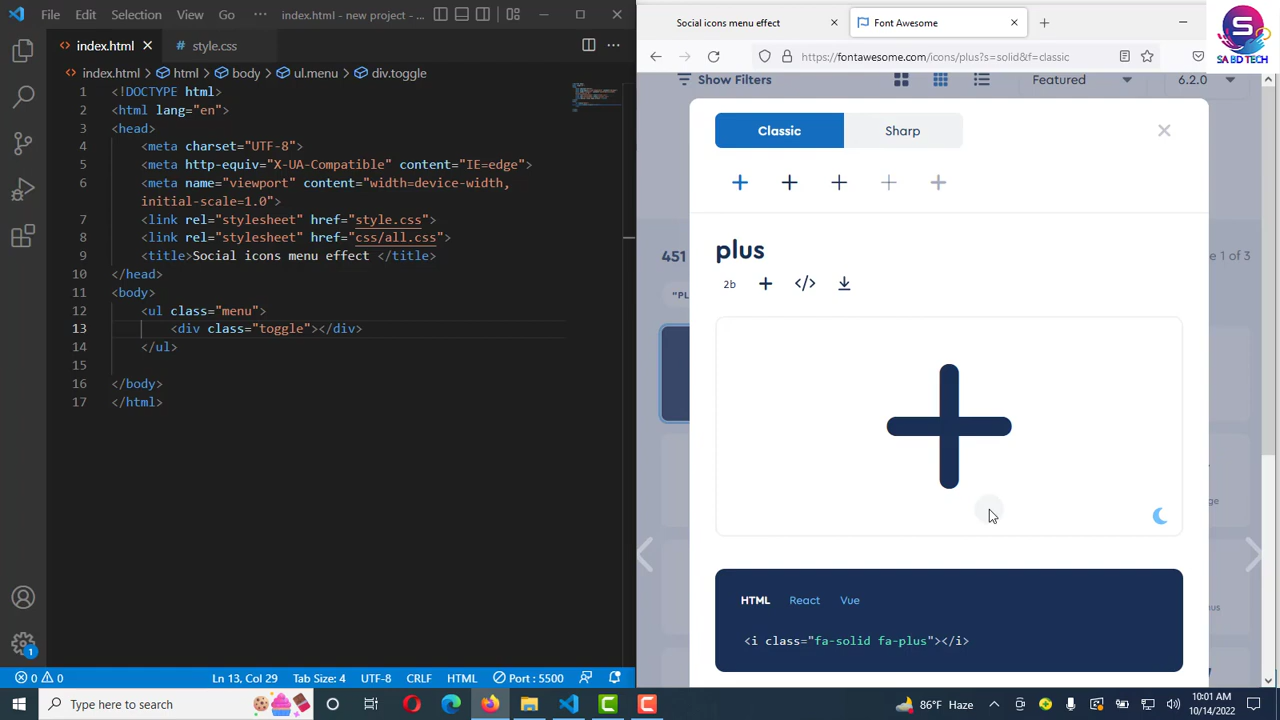 File Edit Selection View Go ··· index.html - new project -
index.html
style.css
index.html > html > body > ul.menu > div.toggle
1 <!DOCTYPE html>
2 <html lang="en">
3 <head>
4 <meta charset="UTF-8">
5 <meta http-equiv="X-UA-Compatible" content="IE=edge">
6 <meta name="viewport" content="width=device-width,
initial-scale=1.0">
7 <link rel="stylesheet" href="style.css">
8 <link rel="stylesheet" href="css/all.css">
9 <title>Social icons menu effect </title>
10 </head>
11 <body>
12 <ul class="menu">
13 <div class="toggle"></div>
14 </ul>
15
16 </body>
17 </html>
0 0
Ln 13, Col 29 Tab Size: 4 UTF-8 CRLF HTML Port : 5500
Social icons menu effect
Font Awesome
https://fontawesome.com/icons/plus?s=solid&f=classic
S
SA BD TECH
Show Filters
Featured
6.2.0
Classic
Sharp
451
"PL
plus
2b
HTML React Vue
<i class="fa-solid fa-plus"></i>
1
Type here to search
86°F Haze
10:01 AM
10/14/2022